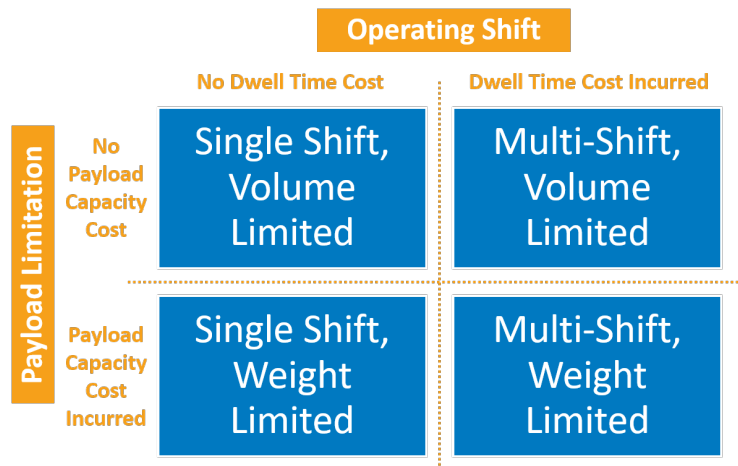 Operating Shift
No Dwell Time Cost
Dwell Time Cost Incurred
Payload Limitation
No
Payload
Capacity
Cost
Single Shift,
Volume
Limited
Multi-Shift,
Volume
Limited
Payload
Capacity
Cost
Incurred
Single Shift,
Weight
Limited
Multi-Shift,
Weight
Limited